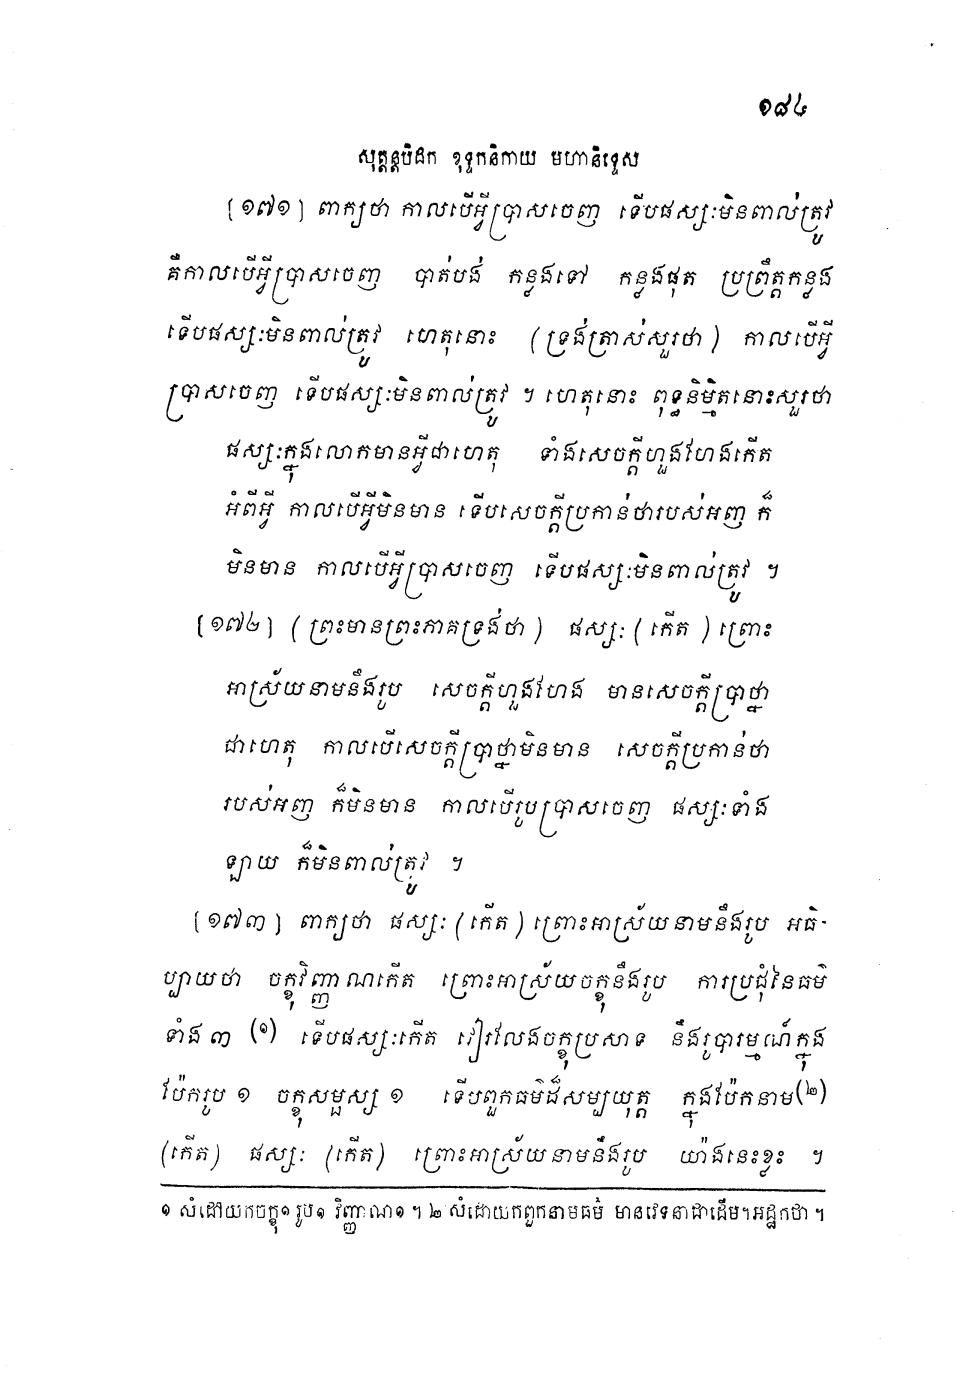 ១៨៤
សុត្តន្តបិដក ខុទ្ទកនិកាយ មហានិទ្ទេស
[១៧១] ពាក្យថា កាលបើអ្វីប្រាសចេញ ទើបផស្សៈមិនពាល់ត្រូវ
គឺកាលបើអ្វីប្រាសចេញ បាត់បង់ កន្លងទៅ កន្លងផុត ប្រព្រឹត្តកន្លង
ទើបផស្សៈមិនពាល់ត្រូវ ហេតុនោះ (ទ្រង់ត្រាស់សួរថា) កាលបើអ្វី
ប្រាសចេញ ទើបផស្សៈមិនពាល់ត្រូវ ។ ហេតុនោះ ពុទ្ធនិម្មិតនោះសួរថា
ផស្សៈក្នុងលោកមានអ្វីជាហេតុ ទាំងសេចក្តីហួងហែងកើត
អំពីអ្វី កាលបើអ្វីមិនមាន ទើបសេចក្តីប្រកាន់ថារបស់អញ ក៏
មិនមាន កាលបើអ្វីប្រាសចេញ ទើបផស្សៈមិនពាល់ត្រូវ ។
[១៧២] (ព្រះមានព្រះភាគទ្រង់ថា) ផស្សៈ (កើត) ព្រោះ
អាស្រ័យនាមនឹងរូប សេចក្តីហួងហែង មានសេចក្តីប្រាថ្នា
ជាហេតុ កាលបើសេចក្តីប្រាថ្នាមិនមាន សេចក្តីប្រកាន់ថា
របស់អញ ក៏មិនមាន កាលបើរូបប្រាសចេញ ផស្សៈទាំង
ឡាយ ក៏មិនពាល់ត្រូវ ។
[១៧៣] ពាក្យថា ផស្សៈ (កើត) ព្រោះអាស្រ័យនាមនឹងរូប អធិ-
ប្បាយថា ចក្ខុវិញ្ញាណកើត ព្រោះអាស្រ័យចក្ខុនឹងរូប ការប្រជុំនៃធម៌
ទាំង៣ (១) ទើបផស្សៈកើត វៀរលែងចក្ខុប្រសាទ នឹងរូបារម្មណ៍ក្នុង
ប៉ែករូប ១ ចក្ខុសម្ផស្ស ១ ទើបពួកធម៌ដ៏សម្បយុត្ត ក្នុងប៉ែកនាម(២)
(កើត) ផស្សៈ (កើត) ព្រោះអាស្រ័យនាមនឹងរូប យ៉ាងនេះខ្លះ ។
១ សំដៅយកចក្ខុ១ រូប១ វិញ្ញាណ១ ។ ២ សំដោយកពួកនាមធម៌ មានវេទនាជាដើម។អដ្ឋកថា ។